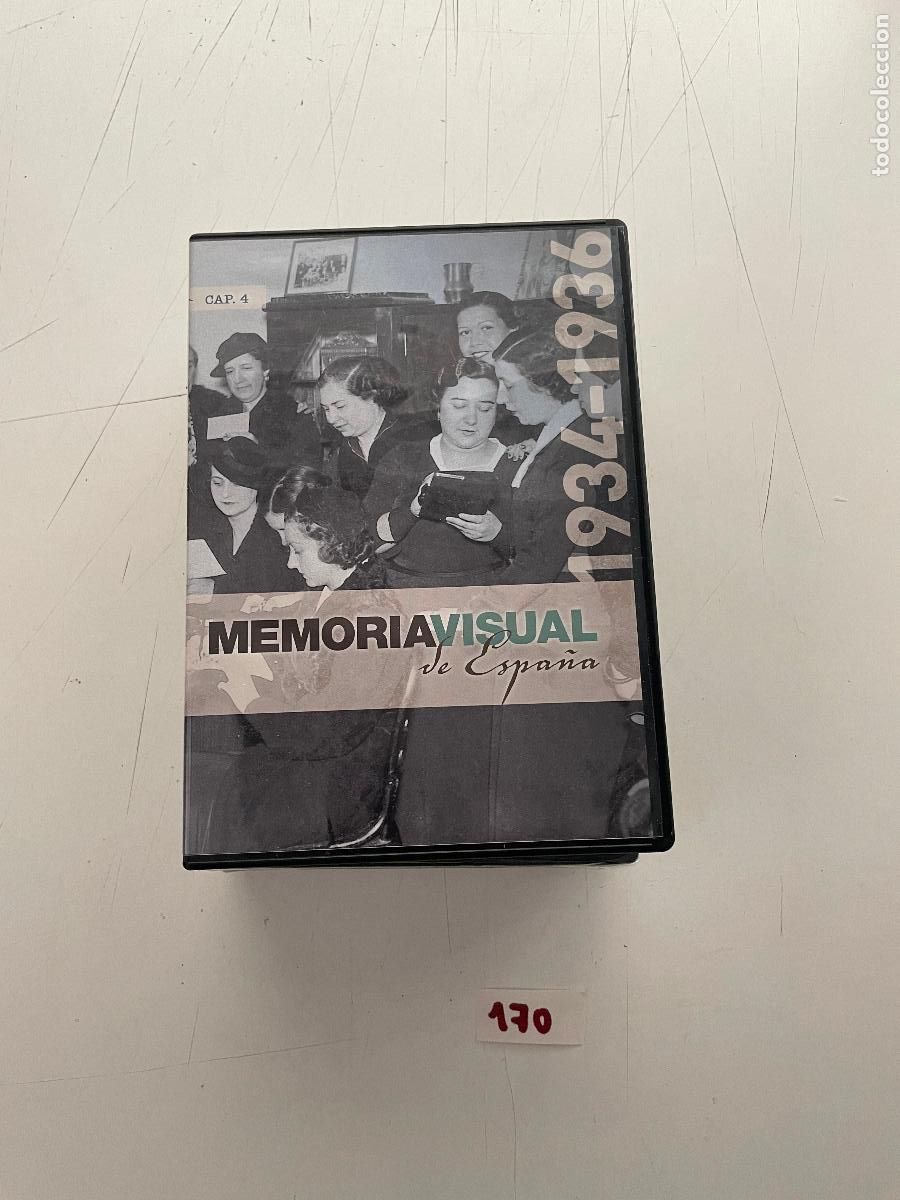 todocoleccion
CAP. 4
1934-1936
MEMORIAVISUAL
de España
170